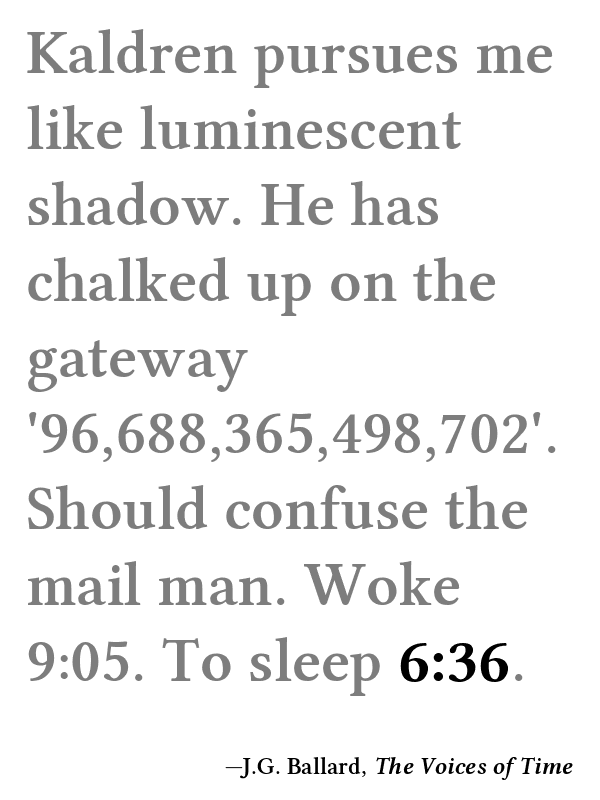 Kaldren pursues me
like luminescent
shadow. He has
chalked up on the
gateway
'96,688,365,498,702'.
Should confuse the
mail man. Woke
9:05. To sleep 6:36.
—J.G. Ballard, The Voices of Time